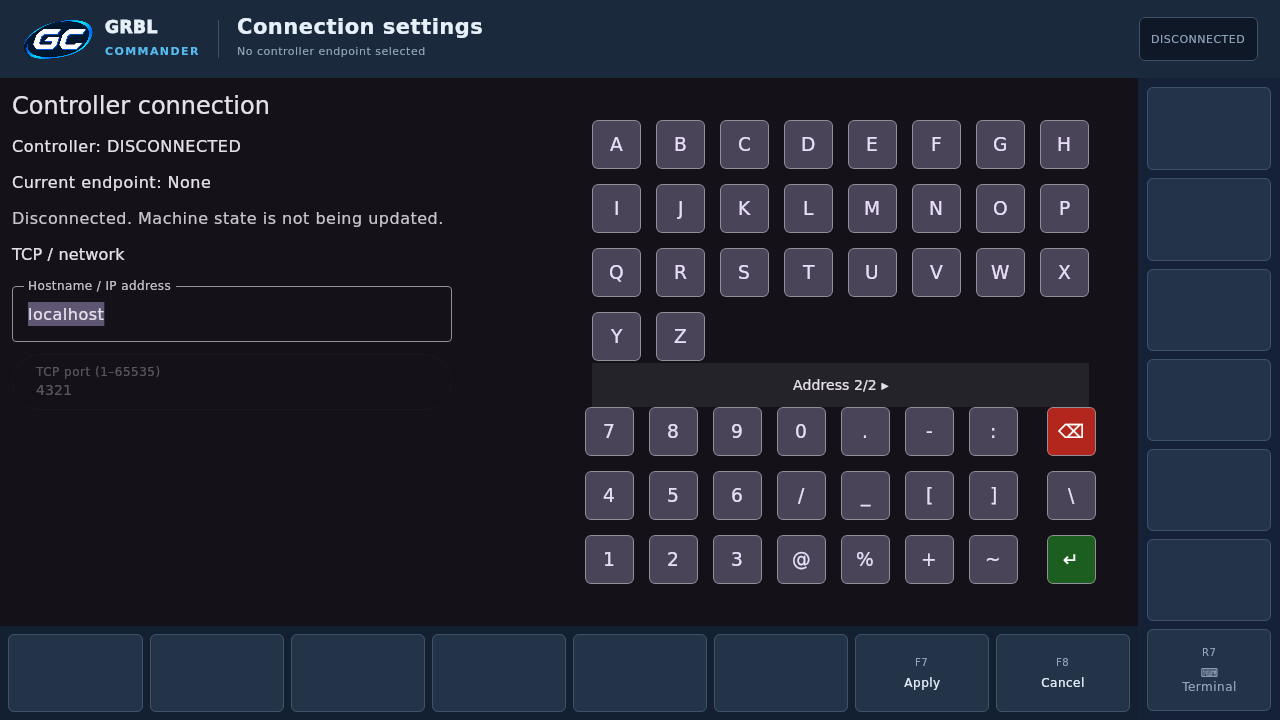 GC
GRBL
COMMANDER
Connection settings
No controller endpoint selected
DISCONNECTED
Controller connection
Controller: DISCONNECTED
Current endpoint: None
Disconnected. Machine state is not being updated.
TCP / network
Hostname / IP address
localhost
TCP port (1–65535)
4321
A B C D E F G H
I J K L M N O P
Q R S T U V W X
Y Z
Address 2/2 ▸
7 8 9 0 . - : ⌫
4 5 6 / _ [ ] \
1 2 3 @ % + ~ ↵
F7
Apply
F8
Cancel
R7
⌨
Terminal